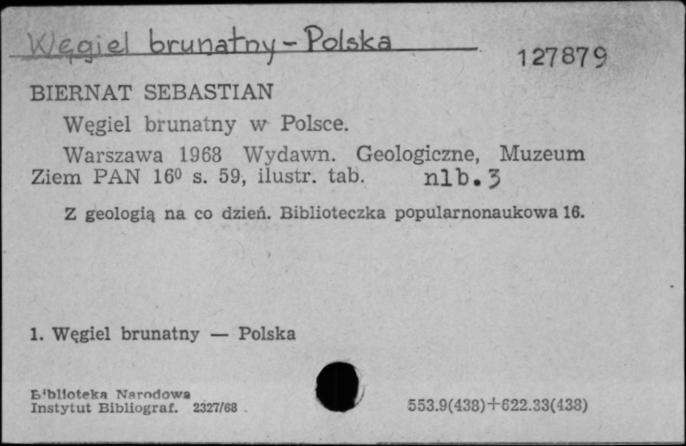 Węgiel brunatny - Polska
127879
BIERNAT SEBASTIAN
Węgiel brunatny w Polsce.
Warszawa 1968 Wydawn. Geologiczne, Muzeum
Ziem PAN 16⁰ s. 59, ilustr. tab. nlb. 3
Z geologią na co dzień. Biblioteczka popularnonaukowa 16.
1. Węgiel brunatny — Polska
Biblioteka Narodowa
Instytut Bibliograf. 2327/68
553.9(438)+622.33(438)